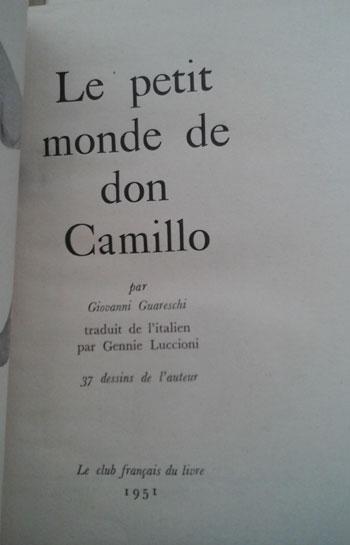 Le petit
monde de
don
Camillo
par
Giovanni Guareschi
traduit de l'italien
par Gennie Luccioni
37 dessins de l'auteur
Le club français du livre
1951